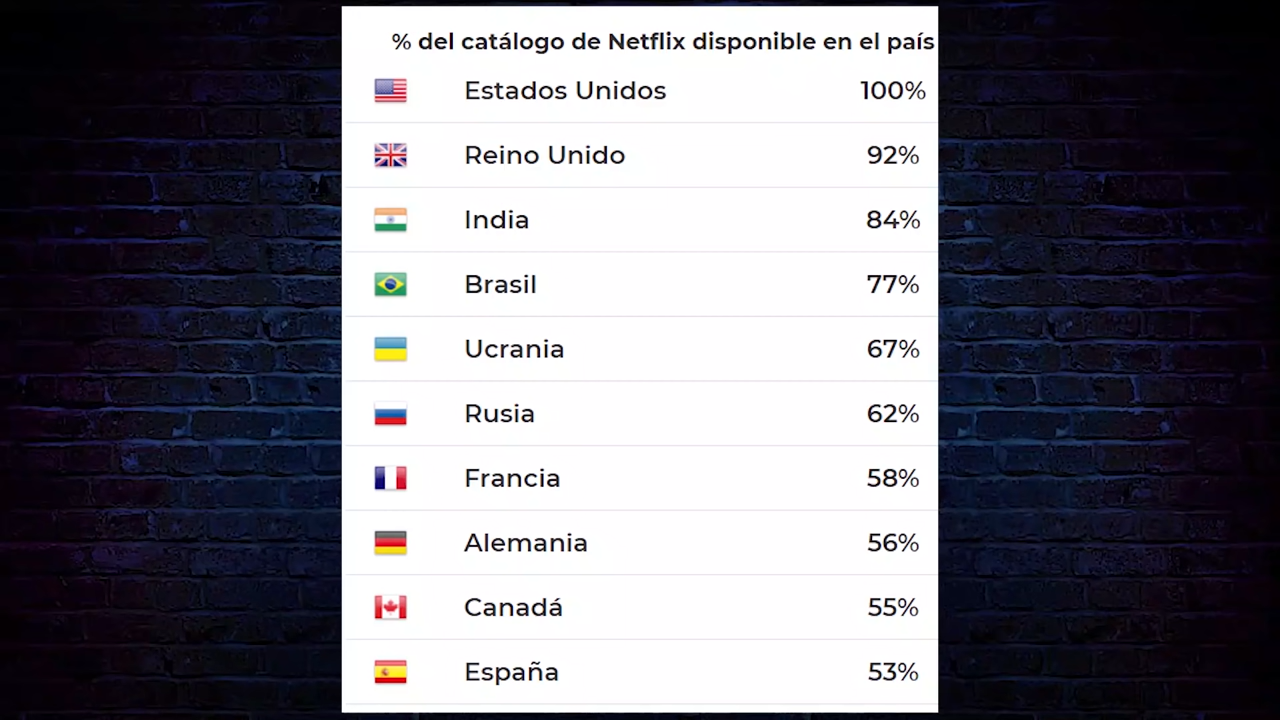 % del catálogo de Netflix disponible en el país
Estados Unidos 100%
Reino Unido 92%
India 84%
Brasil 77%
Ucrania 67%
Rusia 62%
Francia 58%
Alemania 56%
Canadá 55%
España 53%